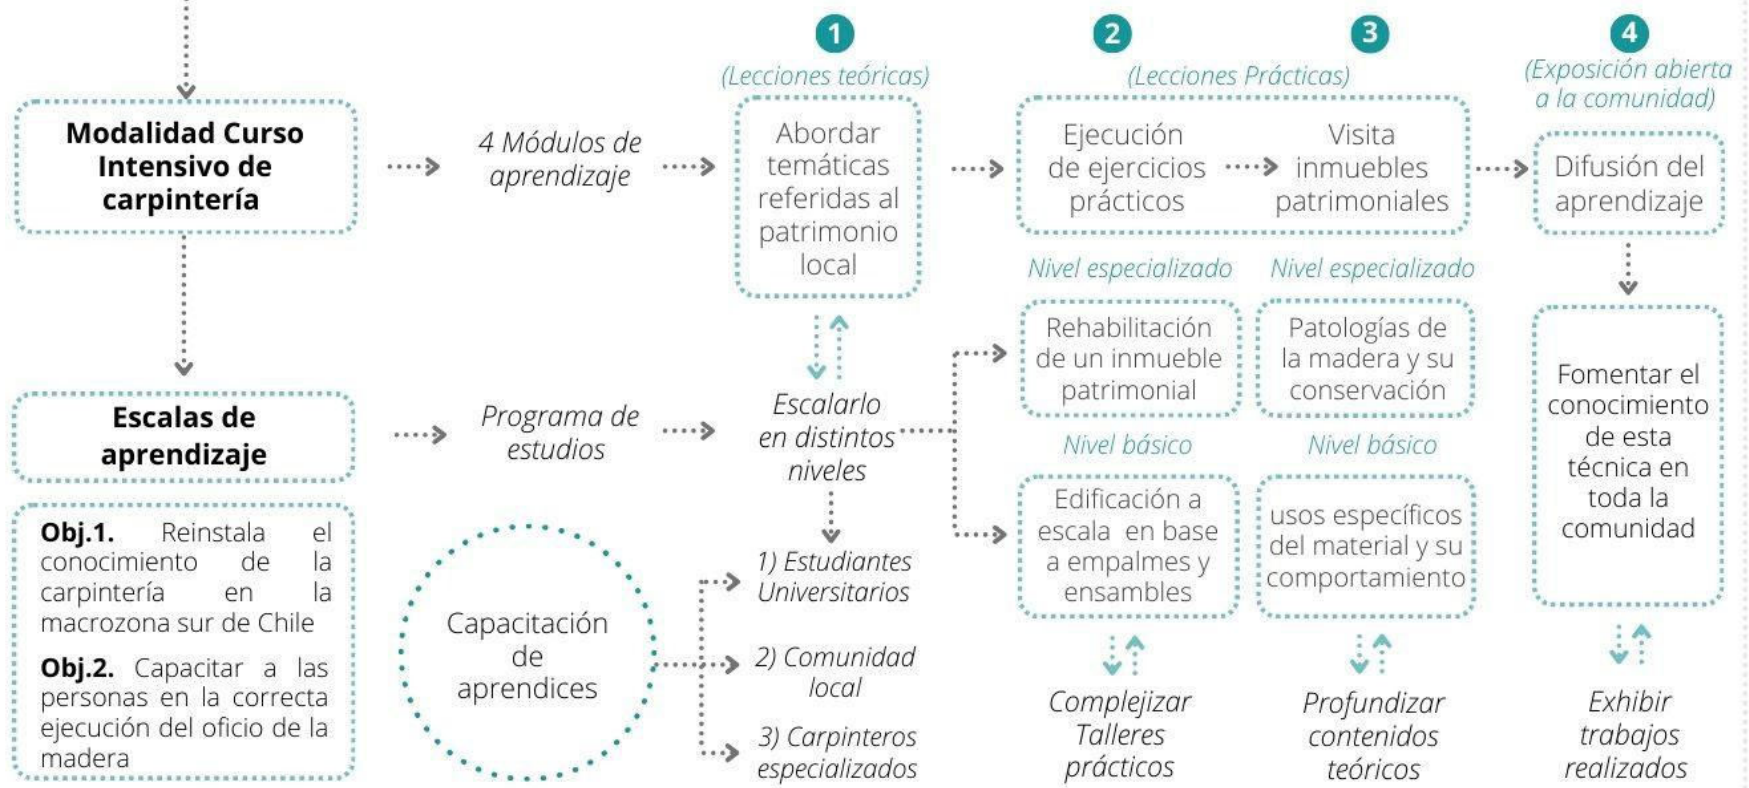 1
(Lecciones teóricas)
2
3
(Lecciones Prácticas)
4
(Exposición abierta
a la comunidad)
Modalidad Curso
Intensivo de
carpintería
4 Módulos de
aprendizaje
Abordar
temáticas
referidas al
patrimonio
local
Ejecución
de ejercicios
prácticos
Visita
inmuebles
patrimoniales
Difusión del
aprendizaje
Nivel especializado
Nivel especializado
Rehabilitación
de un inmueble
patrimonial
Patologías de
la madera y su
conservación
Fomentar el
conocimiento
de esta
técnica en
toda la
comunidad
Escalas de
aprendizaje
Programa de
estudios
Escalarlo
en distintos
niveles
Nivel básico
Nivel básico
Edificación a
escala en base
a empalmes y
ensambles
usos específicos
del material y su
comportamiento
Obj.1. Reinstala el
conocimiento de la
carpintería en la
macrozona sur de Chile
Obj.2. Capacitar a las
personas en la correcta
ejecución del oficio de la
madera
Capacitación
de
aprendices
1) Estudiantes
Universitarios
2) Comunidad
local
3) Carpinteros
especializados
Complejizar
Talleres
prácticos
Profundizar
contenidos
teóricos
Exhibir
trabajos
realizados